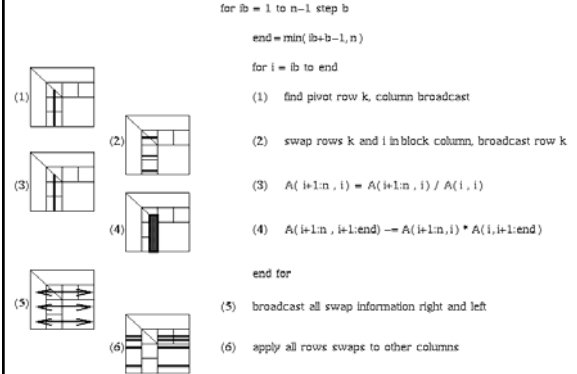 for ib = 1 to n-1 step b
end = min( ib+b-1, n )
for i = ib to end
(1) (1) find pivot row k, column broadcast
(2) (2) swap rows k and i in block column, broadcast row k
(3) (3) A( i+1:n , i ) = A( i+1:n , i ) / A( i , i )
(4) (4) A( i+1:n , i+1:end ) -= A( i+1:n , i ) * A( i , i+1:end )
end for
(5) (5) broadcast all swap information right and left
(6) (6) apply all rows swaps to other columns